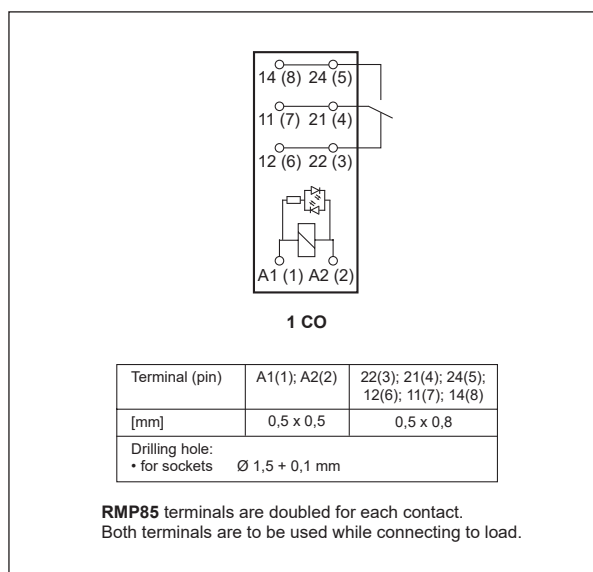 14 (8) 24 (5)
11 (7) 21 (4)
12 (6) 22 (3)
A1 (1) A2 (2)
1 CO
Terminal (pin) A1(1); A2(2) 22(3); 21(4); 24(5);
12(6); 11(7); 14(8)
[mm] 0,5 x 0,5 0,5 x 0,8
Drilling hole:
• for sockets Ø 1,5 + 0,1 mm
RMP85 terminals are doubled for each contact.
Both terminals are to be used while connecting to load.